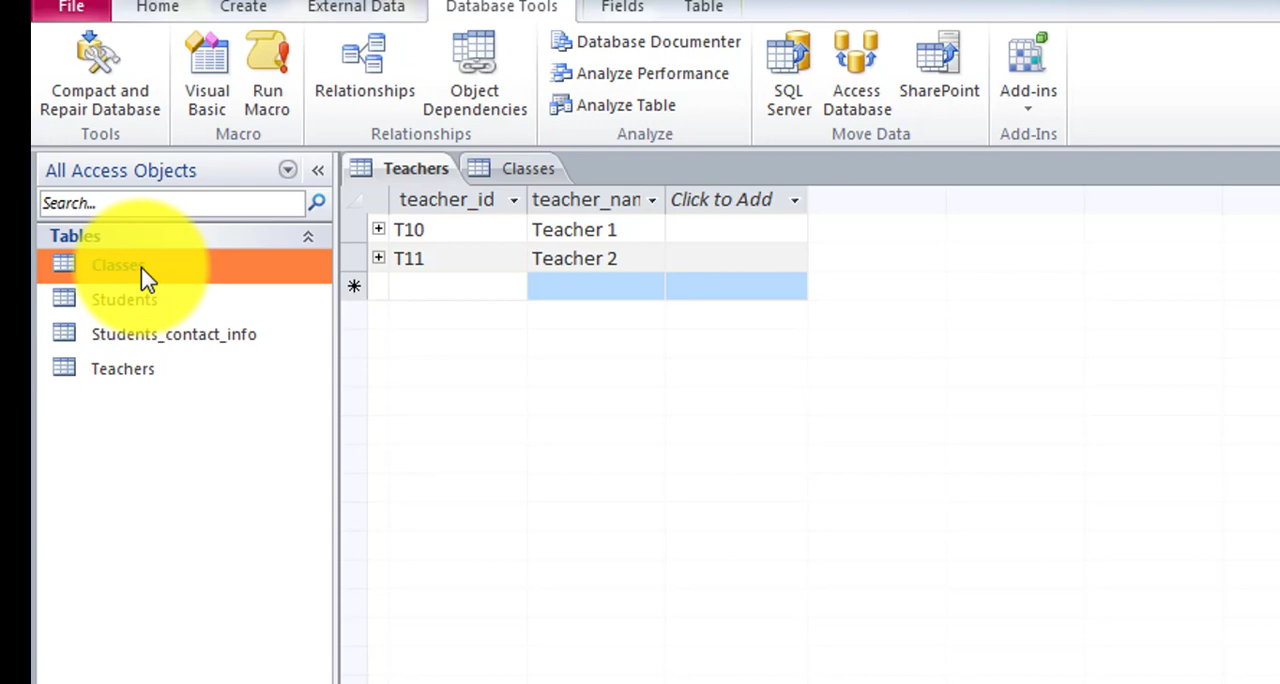 File Home Create External Data Database Tools Fields Table
Compact and Repair Database
Visual Basic
Run Macro
Relationships
Object Dependencies
Database Documenter
Analyze Performance
Analyze Table
SQL Server
Access Database
SharePoint
Add-ins
Tools Macro Relationships Analyze Move Data Add-Ins
All Access Objects «
Search...
Tables
Classes
Students
Students_contact_info
Teachers
Teachers Classes
teacher_id teacher_nan Click to Add
T10 Teacher 1
T11 Teacher 2